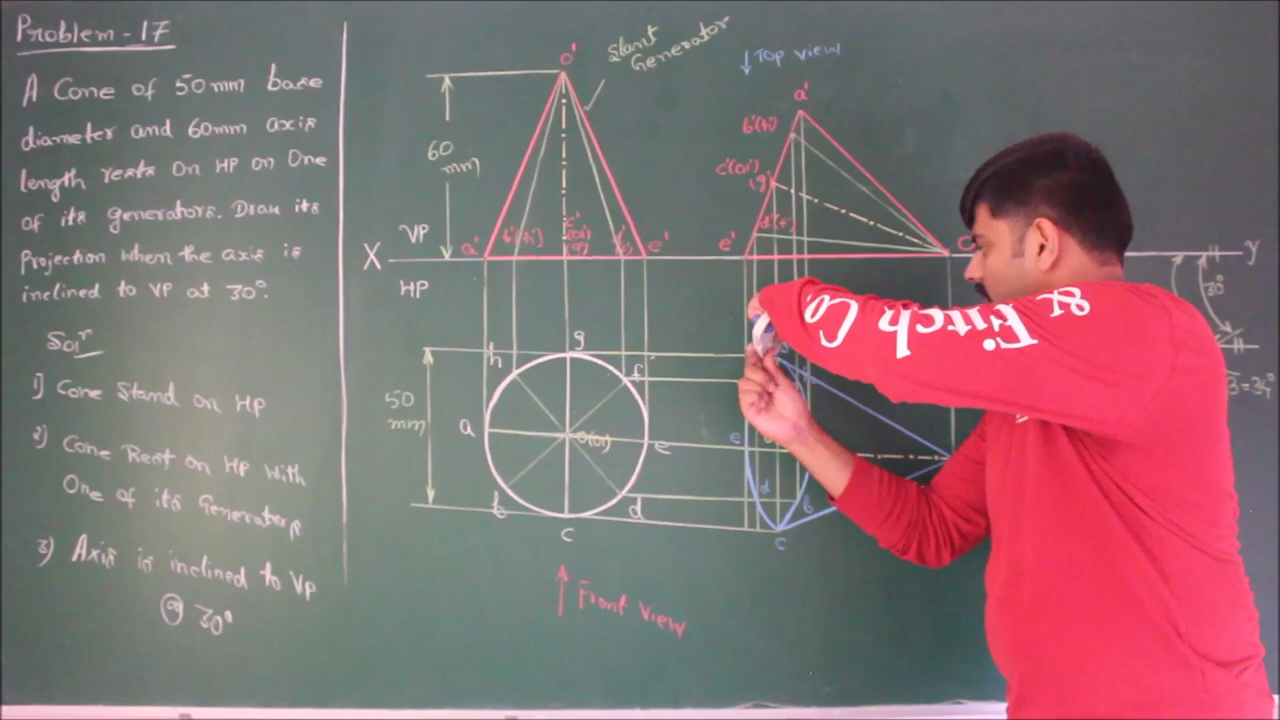 Problem - 17
A Cone of 50mm base
diameter and 60mm axis
length rests on HP on One
of its generators. Draw its
Projection when the axis is
inclined to VP at 30°.
Solⁿ
1) Cone Stand on HP
2) Cone Rest on HP with
One of its Generators
3) Axis is inclined to VP
@ 30°
Slant
Generator
↓ Top view
o'
60
mm
X
VP
HP
a'
e'
a'
b'(h')
c'(o1')
(g')
d'(f')
e'
Y
30°
50
mm
h
g
f
a
o(o1)
e
b
c
d
e
d
b
c
↑ Front view
& Fitch Co.